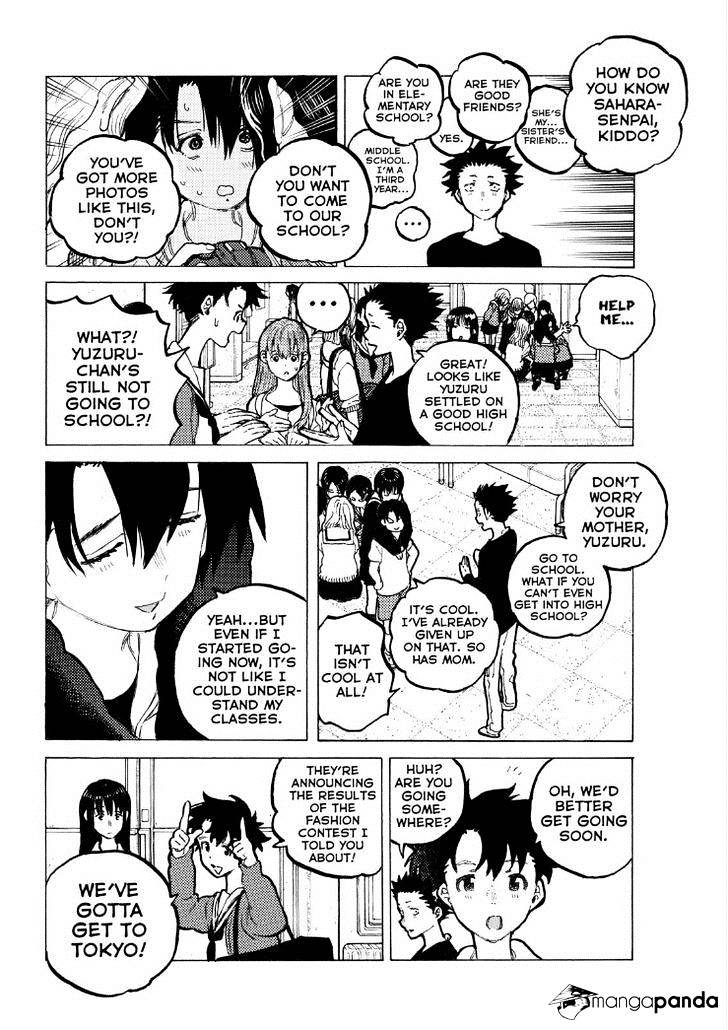 HOW DO
YOU KNOW
SAHARA-
SENPAI,
KIDDO?
SHE'S
MY...
SISTER'S
FRIEND...
ARE THEY
GOOD
FRIENDS?
YES.
ARE YOU
IN ELE-
MENTARY
SCHOOL?
MIDDLE
SCHOOL.
I'M A
THIRD
YEAR...
...
DON'T
YOU WANT
TO COME
TO OUR
SCHOOL?
YOU'VE
GOT MORE
PHOTOS
LIKE THIS,
DON'T
YOU?!
HELP
ME...
GREAT!
LOOKS LIKE
YUZURU
SETTLED ON
A GOOD HIGH
SCHOOL!
...
WHAT?!
YUZURU-
CHAN'S
STILL NOT
GOING TO
SCHOOL?!
DON'T
WORRY
YOUR
MOTHER,
YUZURU.
GO TO
SCHOOL.
WHAT IF YOU
CAN'T EVEN
GET INTO HIGH
SCHOOL?
IT'S COOL.
I'VE ALREADY
GIVEN UP
ON THAT. SO
HAS MOM.
THAT
ISN'T
COOL AT
ALL!
YEAH...BUT
EVEN IF I
STARTED GO-
ING NOW, IT'S
NOT LIKE I
COULD UNDER-
STAND MY
CLASSES.
OH, WE'D
BETTER
GET GOING
SOON.
HUH?
ARE YOU
GOING
SOME-
WHERE?
THEY'RE
ANNOUNCING
THE RESULTS
OF THE
FASHION
CONTEST I
TOLD YOU
ABOUT!
WE'VE
GOTTA
GET TO
TOKYO!
mangapanda